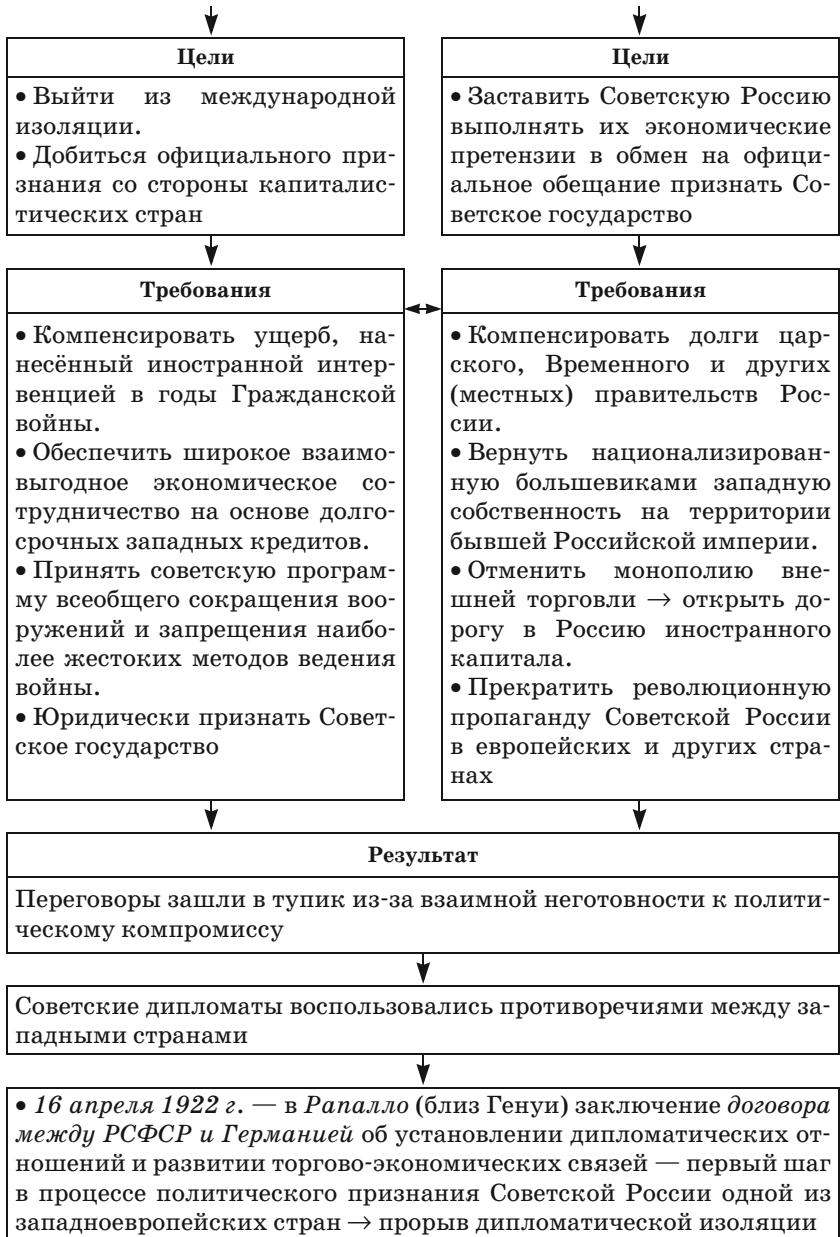 Цели
• Выйти из международной
изоляции.
• Добиться официального при-
знания со стороны капиталис-
тических стран
Цели
• Заставить Советскую Россию
выполнять их экономические
претензии в обмен на офици-
альное обещание признать Со-
ветское государство
Требования
• Компенсировать ущерб, на-
несённый иностранной интер-
венцией в годы Гражданской
войны.
• Обеспечить широкое взаимо-
выгодное экономическое со-
трудничество на основе долго-
срочных западных кредитов.
• Принять советскую програм-
му всеобщего сокращения воо-
ружений и запрещения наибо-
лее жестоких методов ведения
войны.
• Юридически признать Совет-
ское государство
Требования
• Компенсировать долги цар-
ского, Временного и других
(местных) правительств Рос-
сии.
• Вернуть национализирован-
ную большевиками западную
собственность на территории
бывшей Российской империи.
• Отменить монополию вне-
шней торговли → открыть до-
рогу в Россию иностранного
капитала.
• Прекратить революционную
пропаганду Советской России
в европейских и других стра-
нах
Результат
Переговоры зашли в тупик из-за взаимной неготовности к полити-
ческому компромиссу
Советские дипломаты воспользовались противоречиями между за-
падными странами
• 16 апреля 1922 г. — в Рапалло (близ Генуи) заключение договора
между РСФСР и Германией об установлении дипломатических от-
ношений и развитии торгово-экономических связей — первый шаг
в процессе политического признания Советской России одной из
западноевропейских стран → прорыв дипломатической изоляции